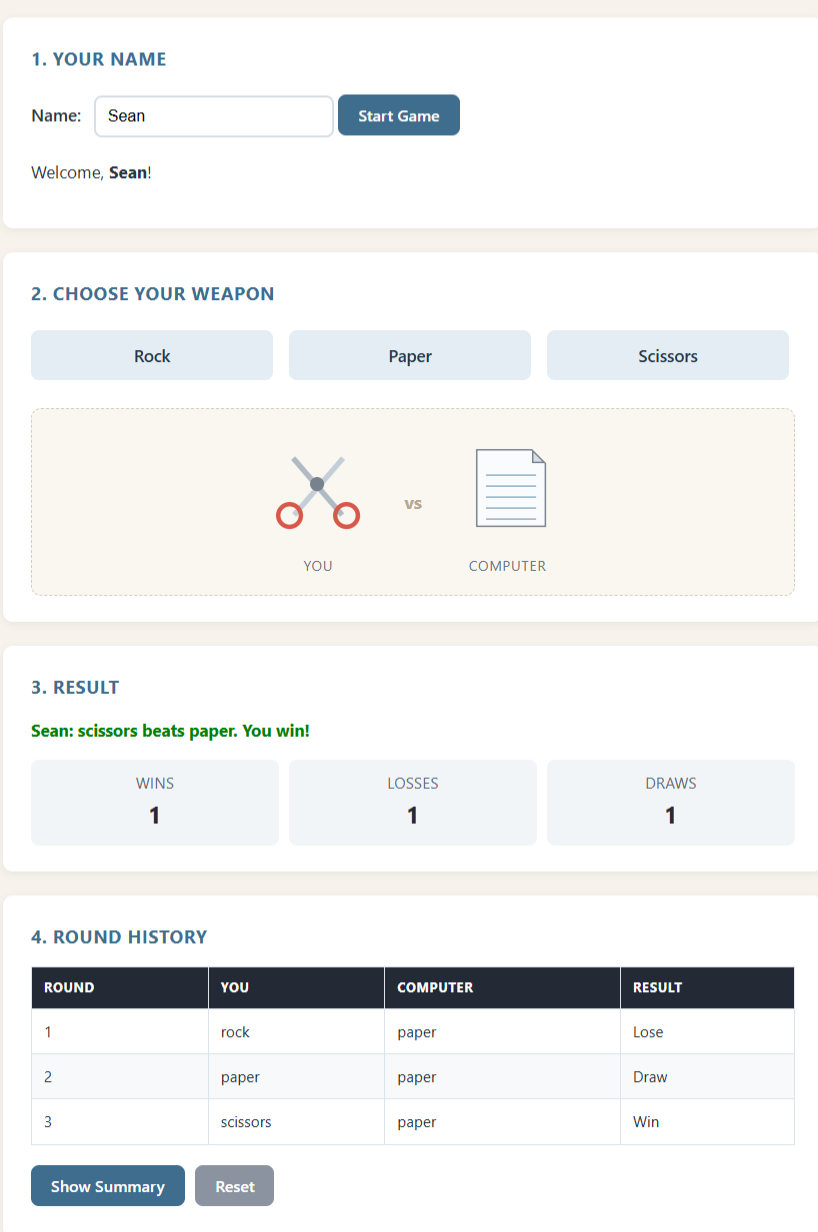 1. YOUR NAME
Name: Sean Start Game
Welcome, Sean!
2. CHOOSE YOUR WEAPON
Rock Paper Scissors
vs
YOU COMPUTER
3. RESULT
Sean: scissors beats paper. You win!
WINS LOSSES DRAWS
1 1 1
4. ROUND HISTORY
ROUND YOU COMPUTER RESULT
1 rock paper Lose
2 paper paper Draw
3 scissors paper Win
Show Summary Reset